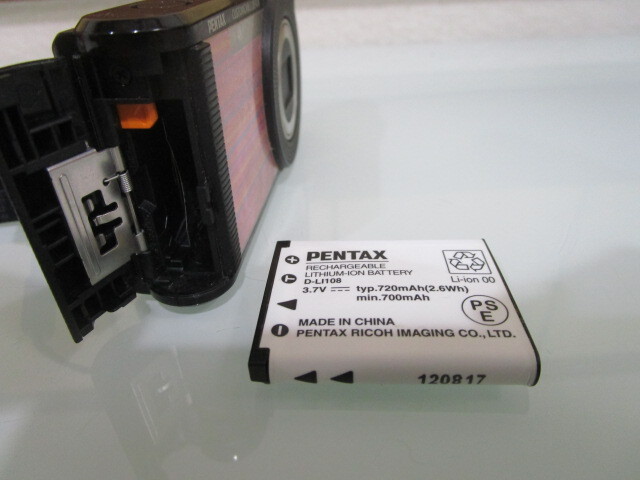 PENTAX
PENTAX
RECHARGEABLE
LITHIUM-ION BATTERY
D-LI108
3.7V typ.720mAh(2.6Wh)
min.700mAh
Li-ion 00
PS
E
MADE IN CHINA
PENTAX RICOH IMAGING CO.,LTD.
120817